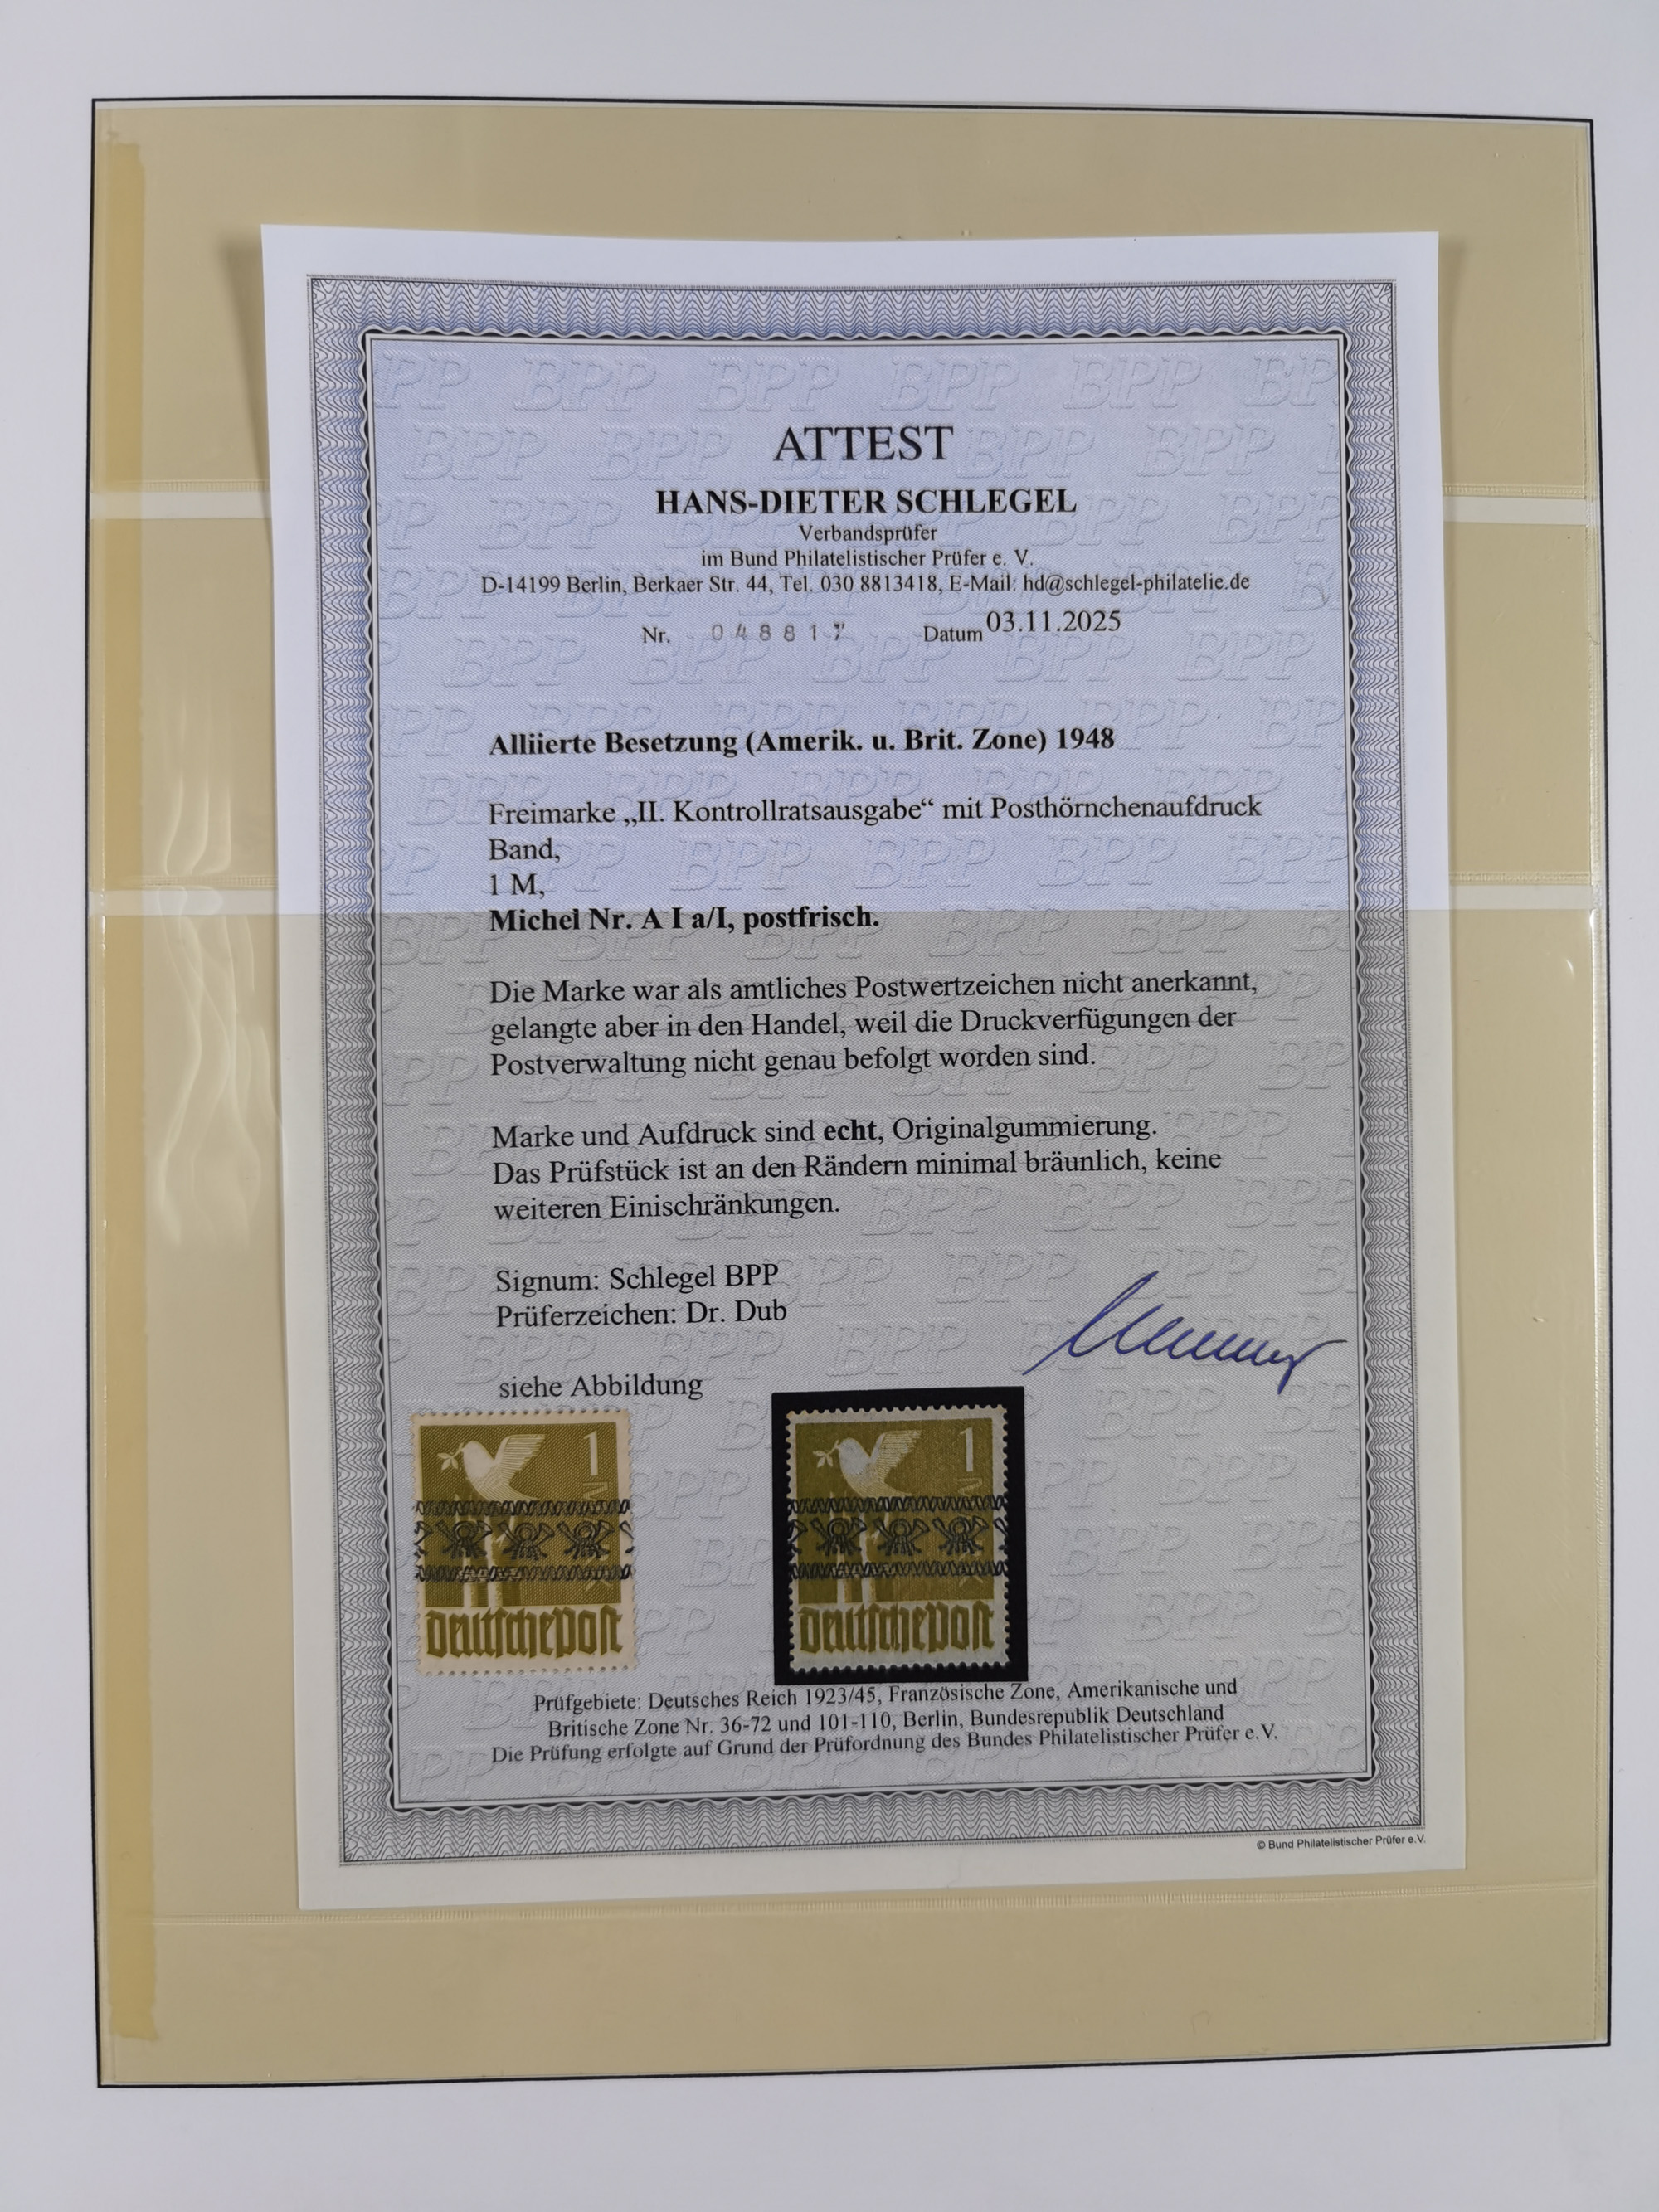 ATTEST
HANS-DIETER SCHLEGEL
Verbandsprüfer
im Bund Philatelistischer Prüfer e. V.
D-14199 Berlin, Berkaer Str. 44, Tel. 030 8813418, E-Mail: hd@schlegel-philatelie.de
Nr. 048817 Datum 03.11.2025
Alliierte Besetzung (Amerik. u. Brit. Zone) 1948
Freimarke „II. Kontrollratsausgabe“ mit Posthörnchenaufdruck
Band,
1 M,
Michel Nr. A I a/I, postfrisch.
Die Marke war als amtliches Postwertzeichen nicht anerkannt,
gelangte aber in den Handel, weil die Druckverfügungen der
Postverwaltung nicht genau befolgt worden sind.
Marke und Aufdruck sind echt, Originalgummierung.
Das Prüfstück ist an den Rändern minimal bräunlich, keine
weiteren Einischränkungen.
Signum: Schlegel BPP
Prüferzeichen: Dr. Dub
siehe Abbildung
1
deutsche post
1
deutsche post
Prüfgebiete: Deutsches Reich 1923/45, Französische Zone, Amerikanische und
Britische Zone Nr. 36-72 und 101-110, Berlin, Bundesrepublik Deutschland
Die Prüfung erfolgte auf Grund der Prüfordnung des Bundes Philatelistischer Prüfer e.V.
© Bund Philatelistischer Prüfer e.V.